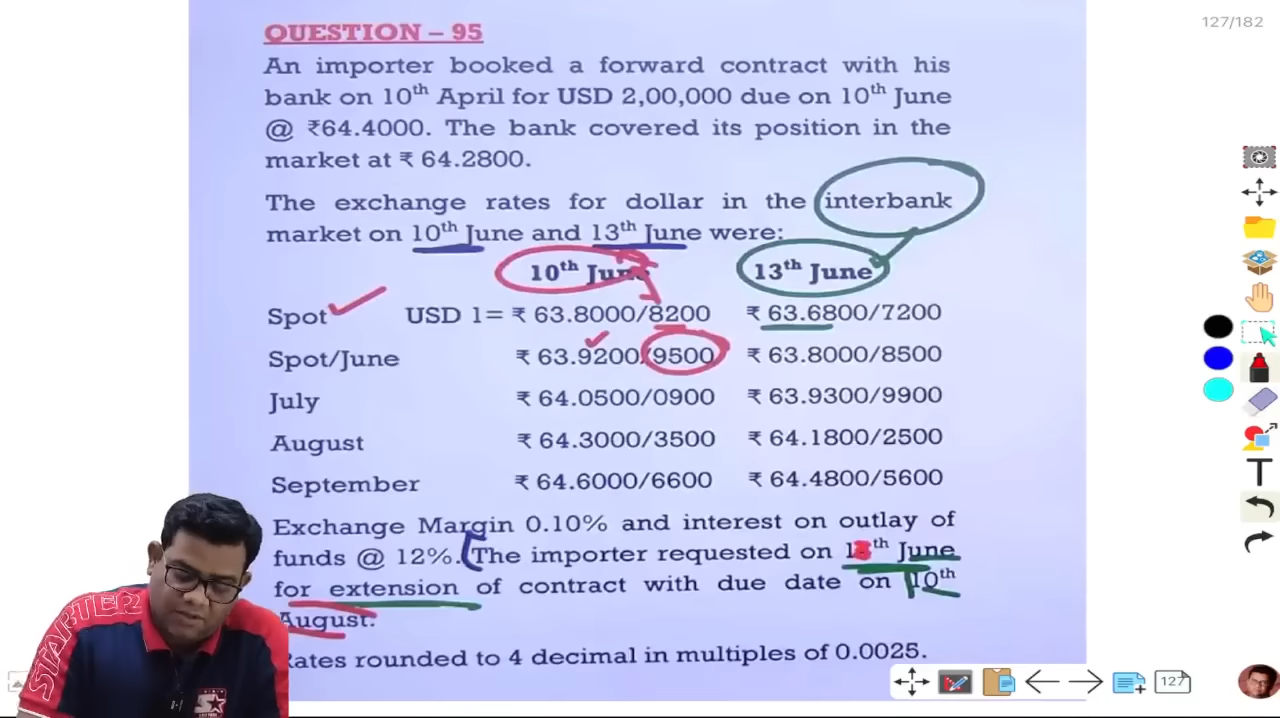 127/182
QUESTION – 95
An importer booked a forward contract with his
bank on 10th April for USD 2,00,000 due on 10th June
@ ₹64.4000. The bank covered its position in the
market at ₹ 64.2800.
The exchange rates for dollar in the interbank
market on 10th June and 13th June were:
10th June 13th June
Spot USD 1= ₹ 63.8000/8200 ₹ 63.6800/7200
Spot/June ₹ 63.9200/9500 ₹ 63.8000/8500
July ₹ 64.0500/0900 ₹ 63.9300/9900
August ₹ 64.3000/3500 ₹ 64.1800/2500
September ₹ 64.6000/6600 ₹ 64.4800/5600
Exchange Margin 0.10% and interest on outlay of
funds @ 12%. The importer requested on 13th June
for extension of contract with due date on 10th
August.
Rates rounded to 4 decimal in multiples of 0.0025.
STARTER
T
127